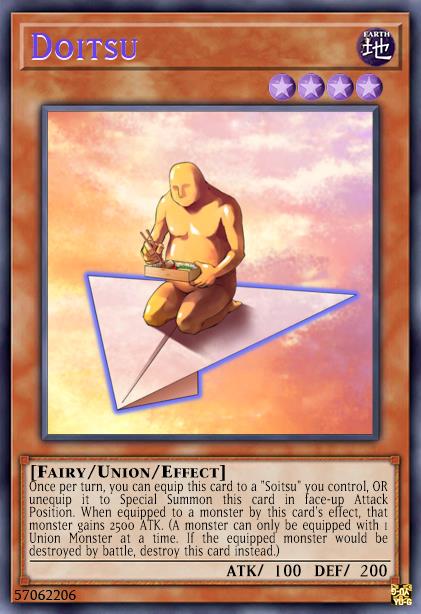 Doitsu
EARTH
地
[Fairy/Union/Effect]
Once per turn, you can equip this card to a "Soitsu" you control, OR
unequip it to Special Summon this card in face-up Attack
Position. When equipped to a monster by this card's effect, that
monster gains 2500 ATK. (A monster can only be equipped with 1
Union Monster at a time. If the equipped monster would be
destroyed by battle, destroy this card instead.)
ATK/ 100 DEF/ 200
57062206